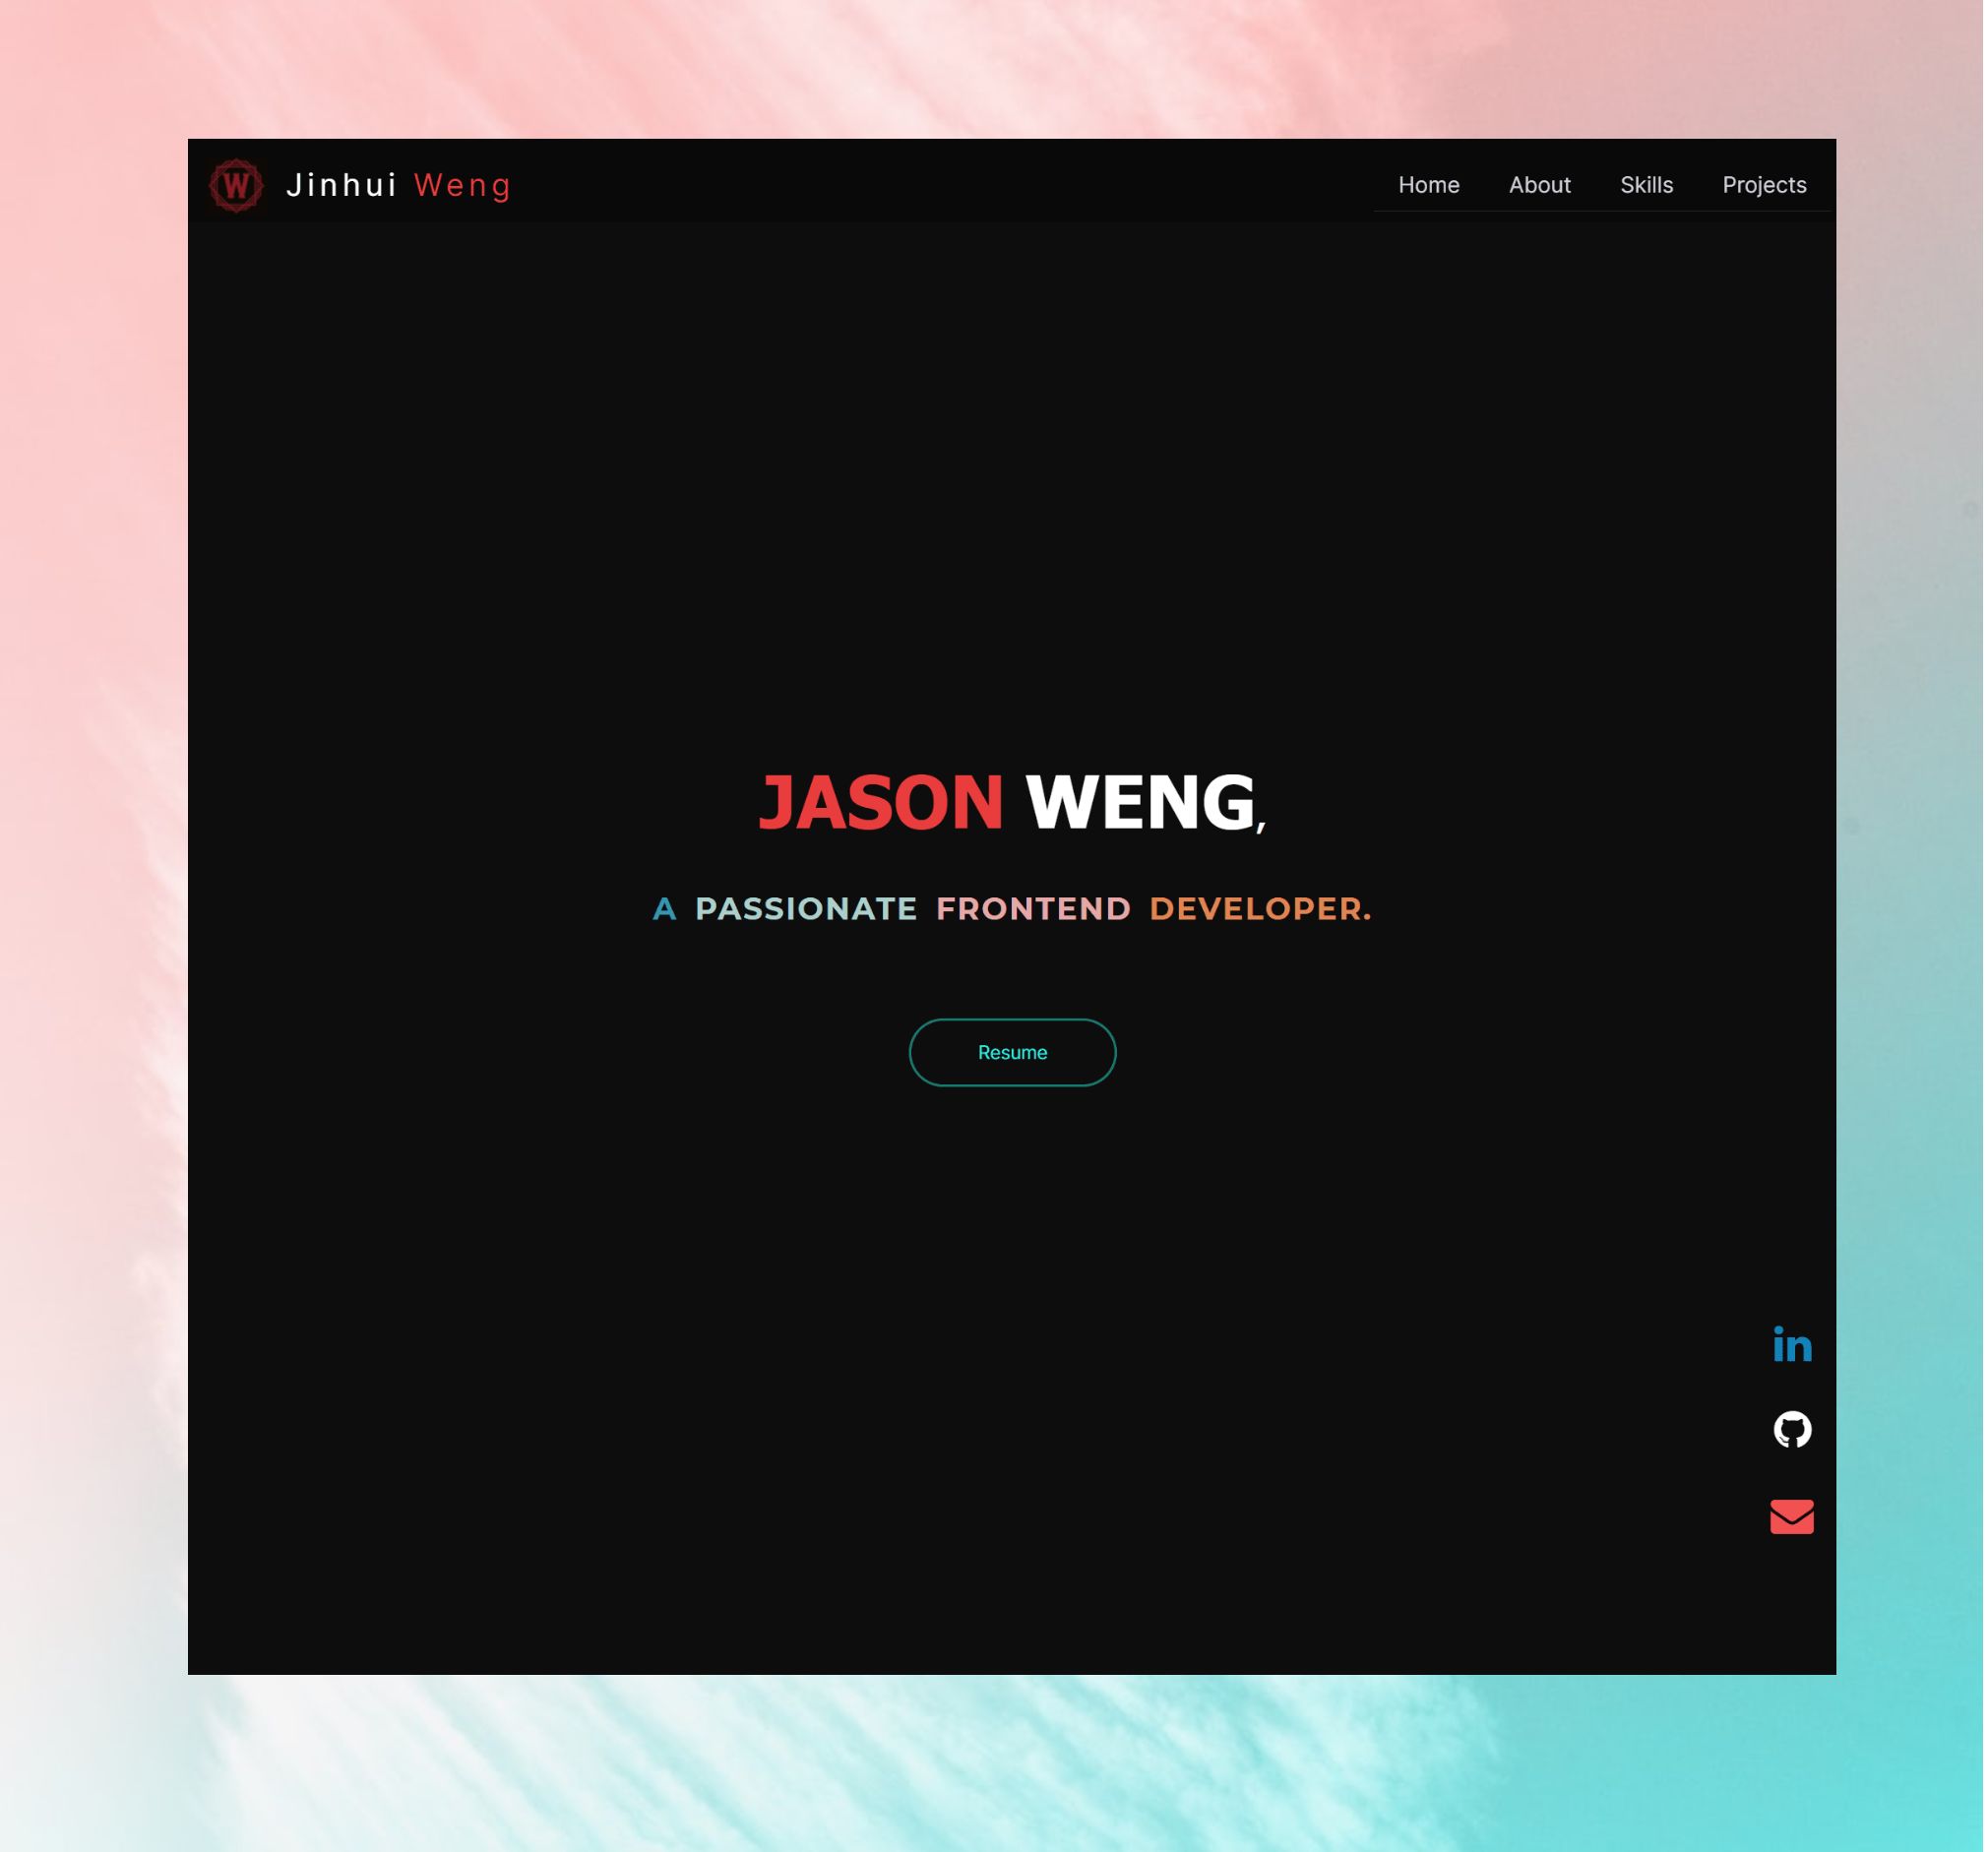 W Jinhui Weng
Home About Skills Projects
JASON WENG,
A PASSIONATE FRONTEND DEVELOPER.
Resume
in